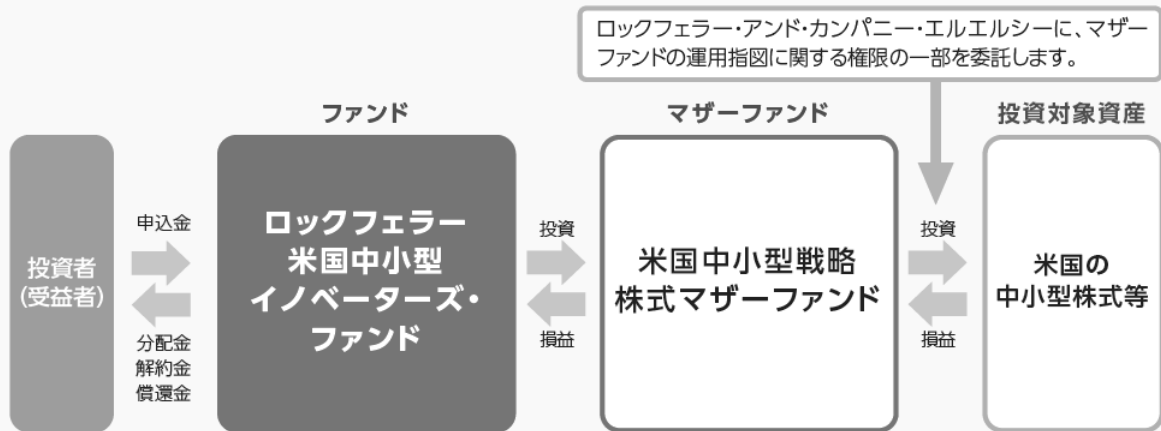 ロックフェラー・アンド・カンパニー・エルエルシーに、マザー
ファンドの運用指図に関する権限の一部を委託します。
ファンド
マザーファンド
投資対象資産
投資者
(受益者)
申込金
分配金
解約金
償還金
ロックフェラー
米国中小型
イノベーターズ・
ファンド
投資
損益
米国中小型戦略
株式マザーファンド
投資
損益
米国の
中小型株式等